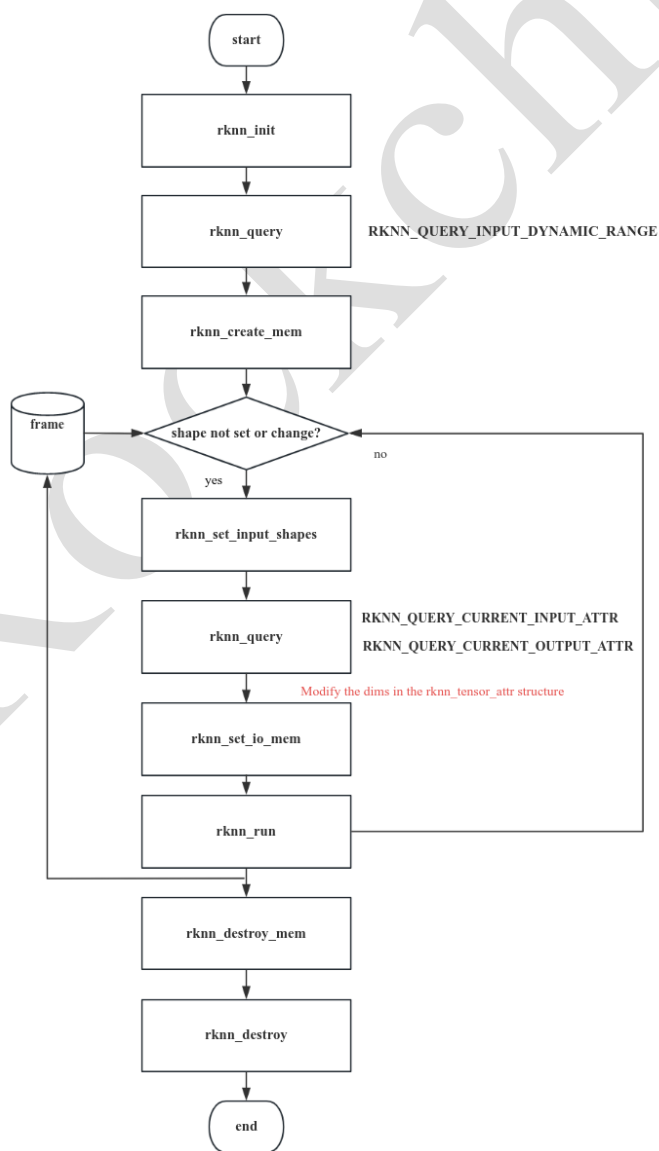 start
rknn_init
rknn_query
RKNN_QUERY_INPUT_DYNAMIC_RANGE
rknn_create_mem
frame
shape not set or change?
no
yes
rknn_set_input_shapes
rknn_query
RKNN_QUERY_CURRENT_INPUT_ATTR
RKNN_QUERY_CURRENT_OUTPUT_ATTR
Modify the dims in the rknn_tensor_attr structure
rknn_set_io_mem
rknn_run
rknn_destroy_mem
rknn_destroy
end